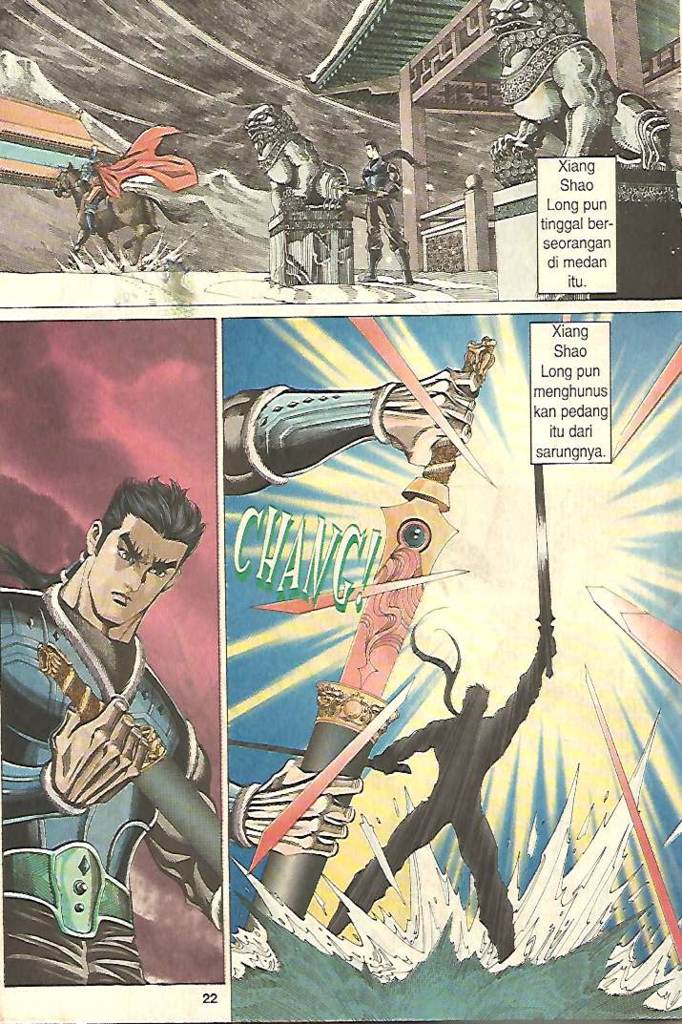 Xiang
Shao
Long pun
tinggal ber-
seorangan
di medan
itu.
Xiang
Shao
Long pun
menghunus
kan pedang
itu dari
sarungnya.
CHANG!
22